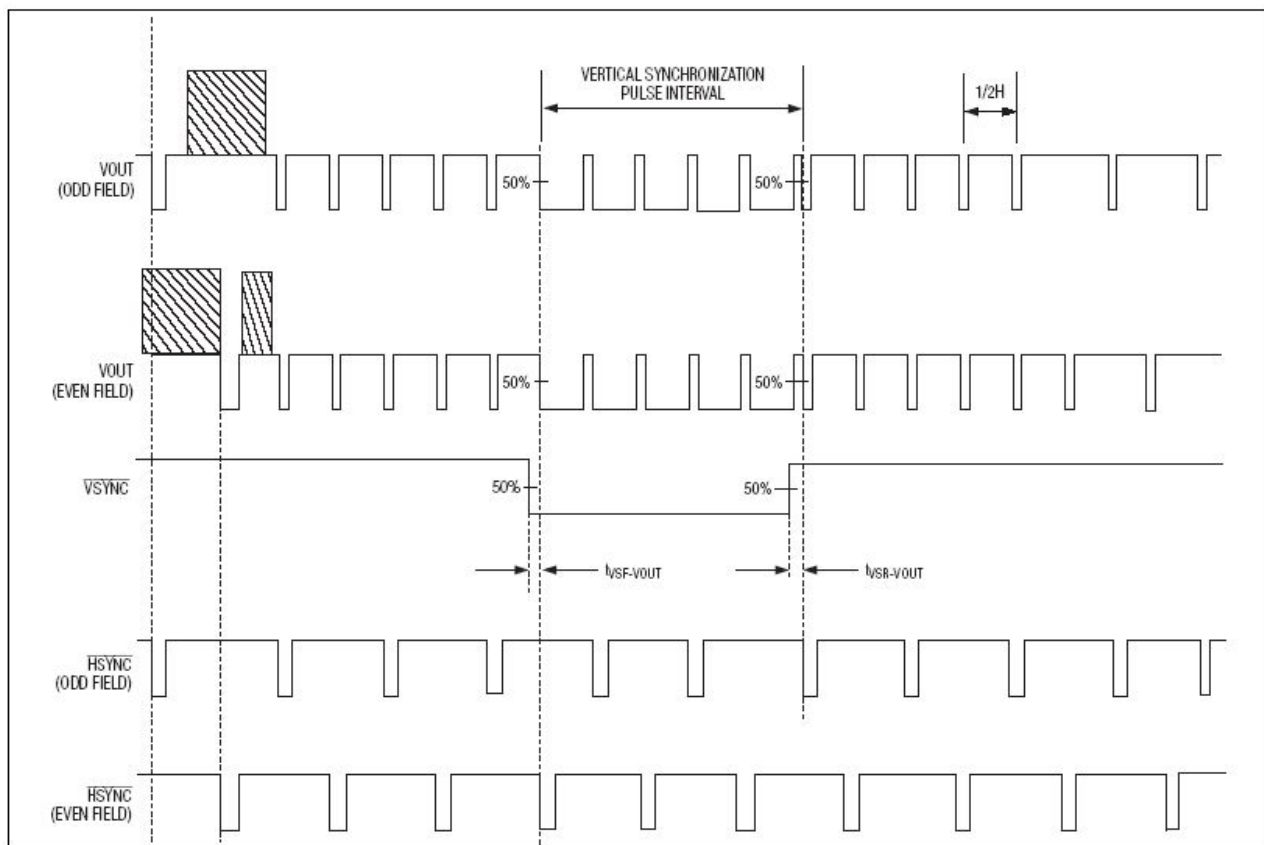 VERTICAL SYNCHRONIZATION
PULSE INTERVAL
1/2H
VOUT
(ODD FIELD)
50%
50%
VOUT
(EVEN FIELD)
50%
50%
VSYNC
50%
50%
tVSF-VOUT
tVSR-VOUT
HSYNC
(ODD FIELD)
HSYNC
(EVEN FIELD)